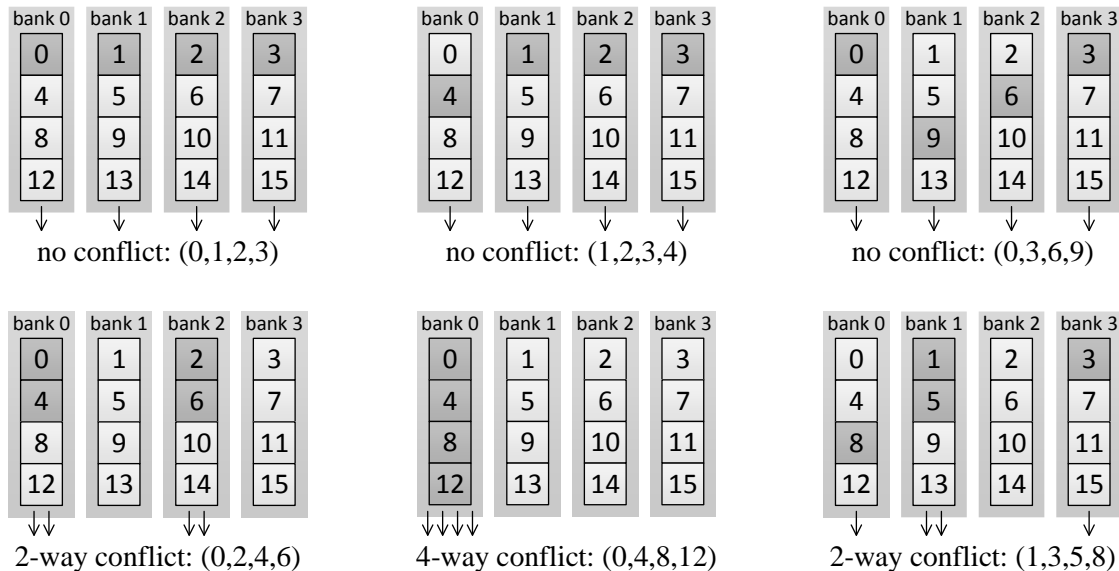 bank 0 bank 1 bank 2 bank 3
0 1 2 3
4 5 6 7
8 9 10 11
12 13 14 15
no conflict: (0,1,2,3)
bank 0 bank 1 bank 2 bank 3
0 1 2 3
4 5 6 7
8 9 10 11
12 13 14 15
no conflict: (1,2,3,4)
bank 0 bank 1 bank 2 bank 3
0 1 2 3
4 5 6 7
8 9 10 11
12 13 14 15
no conflict: (0,3,6,9)
bank 0 bank 1 bank 2 bank 3
0 1 2 3
4 5 6 7
8 9 10 11
12 13 14 15
2-way conflict: (0,2,4,6)
bank 0 bank 1 bank 2 bank 3
0 1 2 3
4 5 6 7
8 9 10 11
12 13 14 15
4-way conflict: (0,4,8,12)
bank 0 bank 1 bank 2 bank 3
0 1 2 3
4 5 6 7
8 9 10 11
12 13 14 15
2-way conflict: (1,3,5,8)